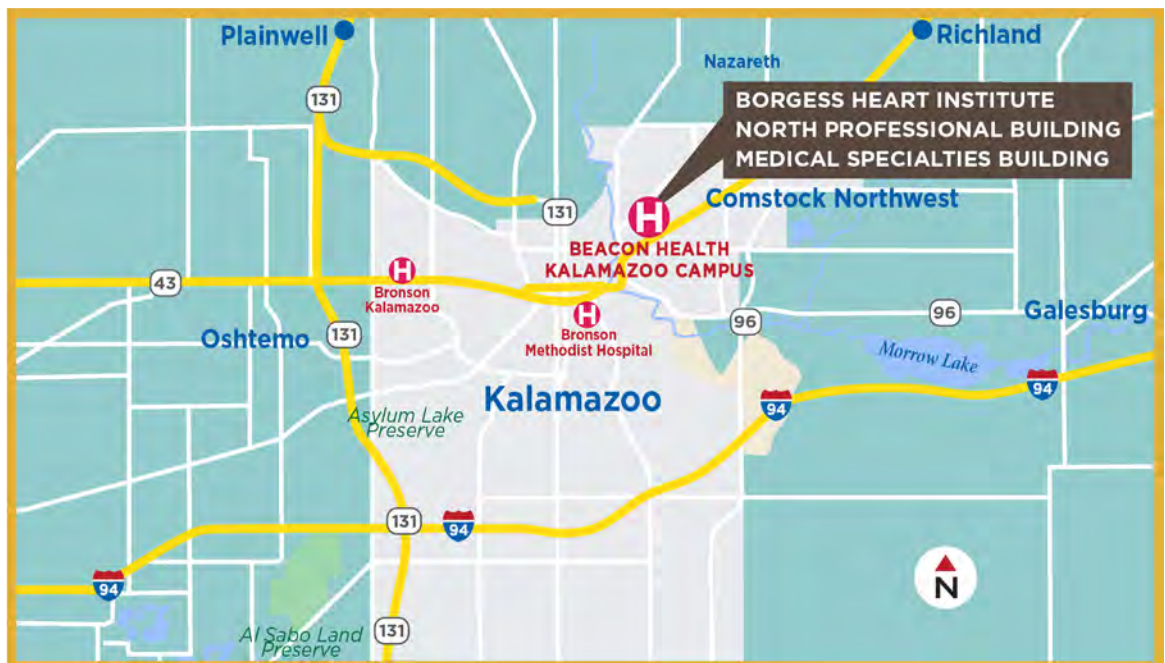 Plainwell
Richland
Nazareth
131
BORGESS HEART INSTITUTE
NORTH PROFESSIONAL BUILDING
MEDICAL SPECIALTIES BUILDING
Comstock Northwest
131
H
BEACON HEALTH
KALAMAZOO CAMPUS
43
H
Bronson
Kalamazoo
H
Bronson
Methodist Hospital
96
96
Galesburg
Oshtemo
131
Morrow Lake
94
94
Kalamazoo
Asylum Lake
Preserve
131
94
94
N
Al Sabo Land
Preserve
131